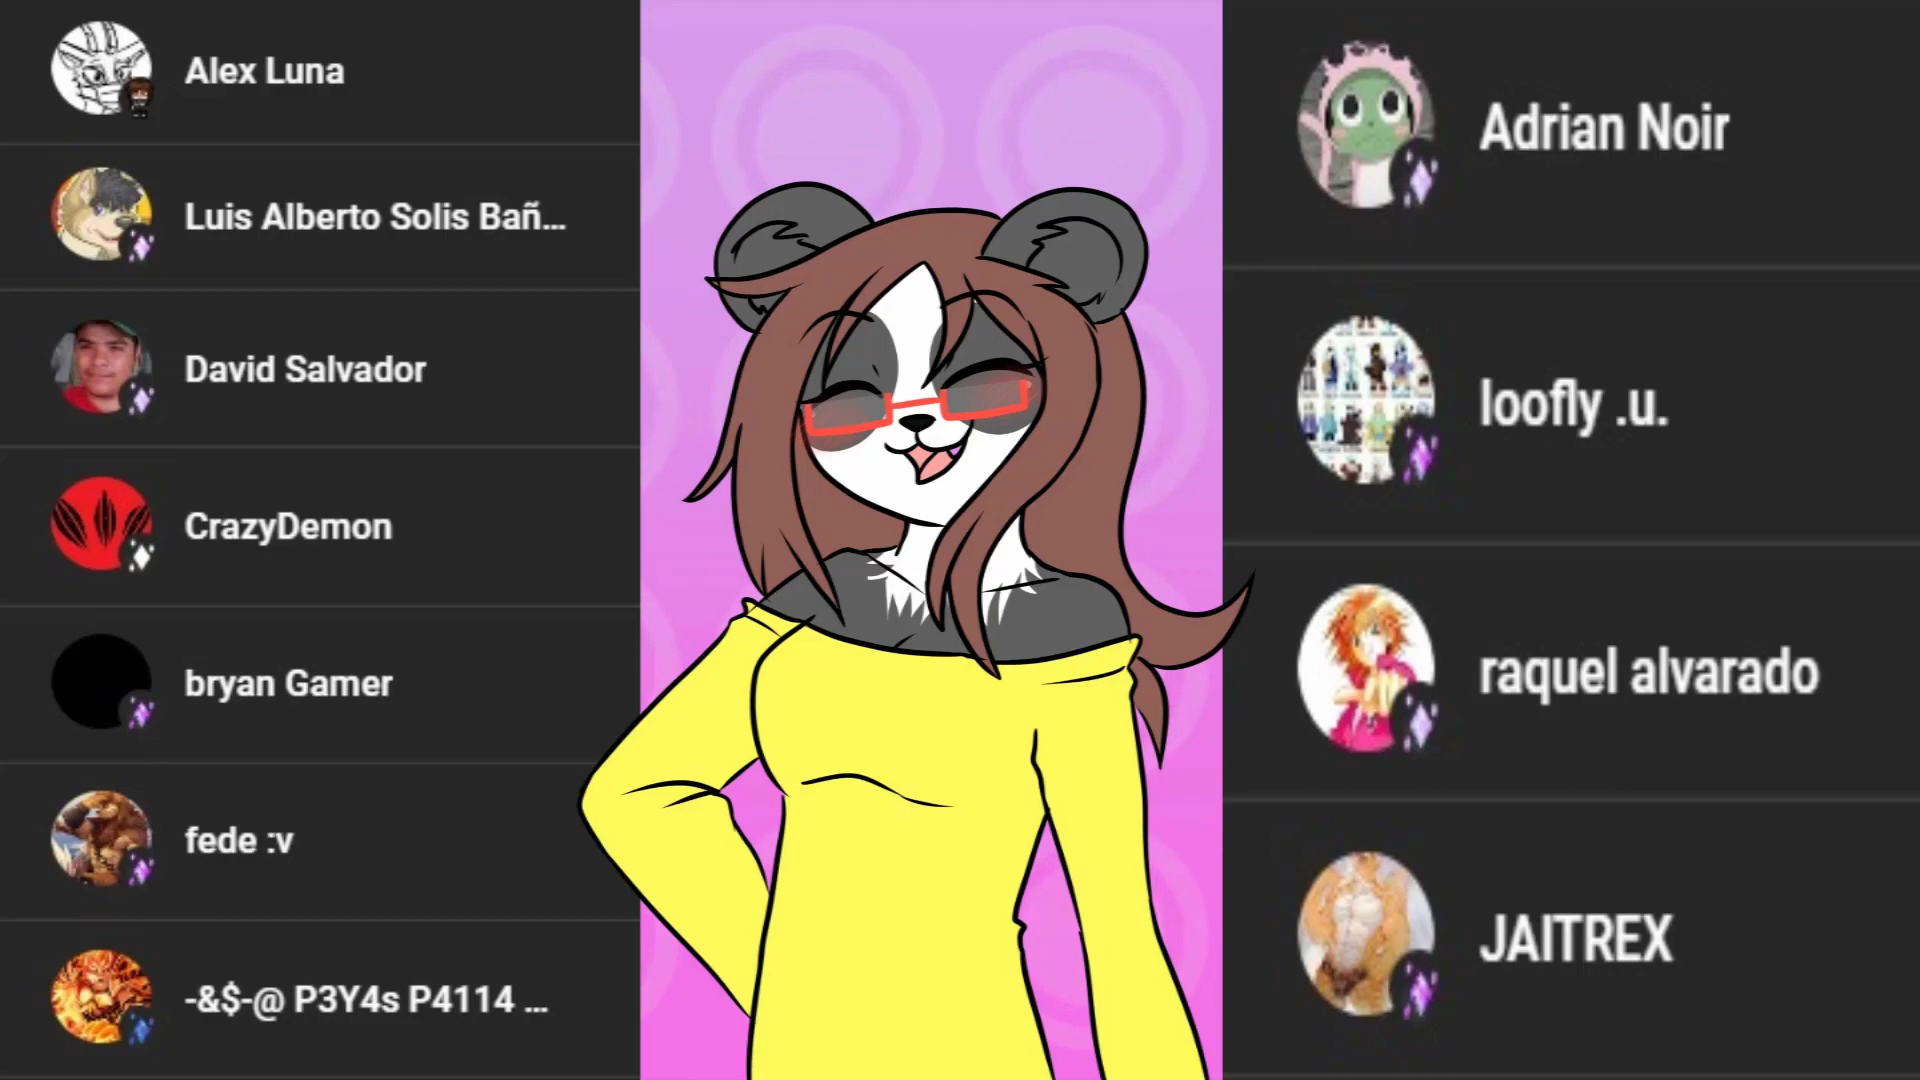 Alex Luna
Luis Alberto Solis Bañ...
David Salvador
CrazyDemon
bryan Gamer
fede :v
-&$-@ P3Y4s P4114 ...
Adrian Noir
loofly .u.
raquel alvarado
JAITREX